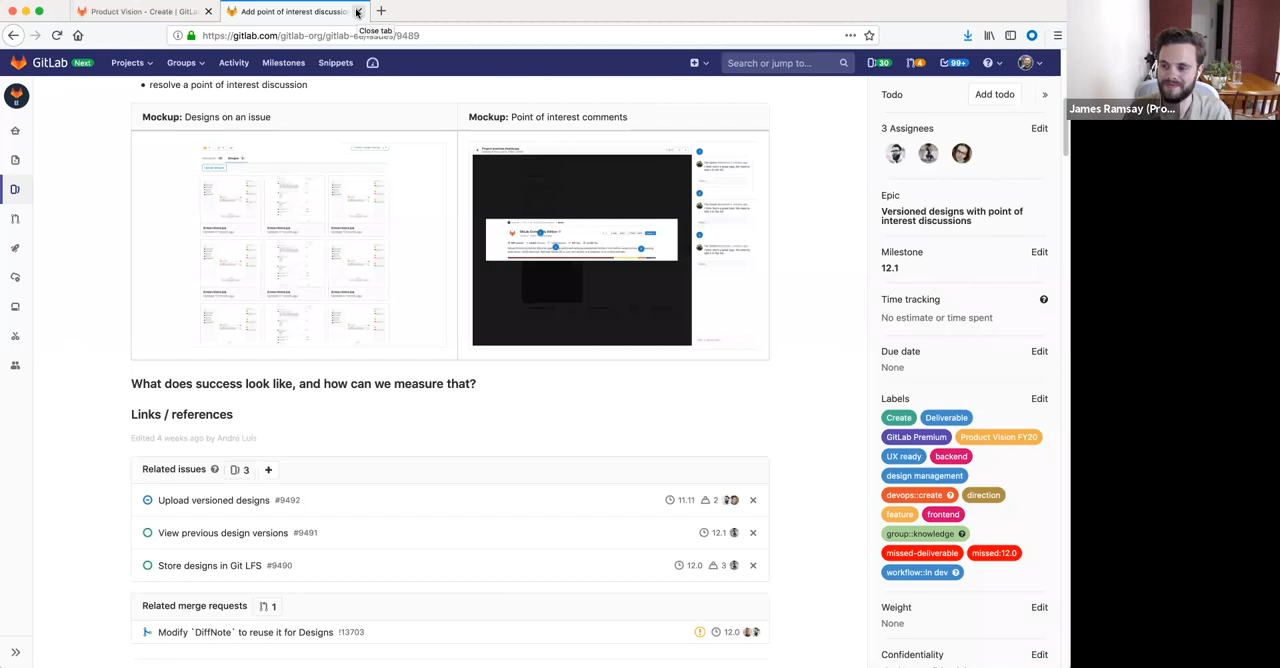 Product Vision - Create | GitLa
Add point of interest discussio
Close tab
https://gitlab.com/gitlab-org/gitlab-ee/issues/9489
GitLab Next Projects Groups Activity Milestones Snippets Search or jump to... 30 4 99+
resolve a point of interest discussion
Mockup: Designs on an issue
Mockup: Point of interest comments
What does success look like, and how can we measure that?
Links / references
Edited 4 weeks ago by André Luís
Related issues 3
Upload versioned designs #9492 11.11 2
View previous design versions #9491 12.1
Store designs in Git LFS #9490 12.0 3
Related merge requests 1
Modify `DiffNote` to reuse it for Designs !13703 12.0
Todo Add todo
3 Assignees Edit
Epic
Versioned designs with point of
interest discussions
Milestone Edit
12.1
Time tracking
No estimate or time spent
Due date Edit
None
Labels Edit
Create Deliverable
GitLab Premium Product Vision FY20
UX ready backend
design management
devops::create direction
feature frontend
group::knowledge
missed-deliverable missed:12.0
workflow::In dev
Weight Edit
None
Confidentiality Edit
James Ramsay (Pro...